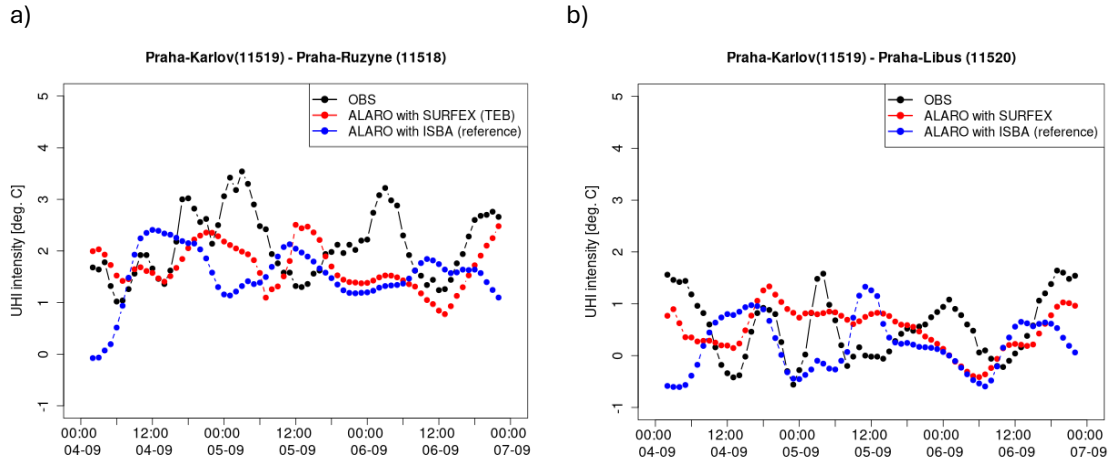 a)
Praha-Karlov(11519) - Praha-Ruzyne (11518)
OBS
ALARO with SURFEX (TEB)
ALARO with ISBA (reference)
UHI intensity [deg. C]
5
4
3
2
1
0
-1
00:00 12:00 00:00 12:00 00:00 12:00 00:00
04-09 04-09 05-09 05-09 06-09 06-09 07-09
b)
Praha-Karlov(11519) - Praha-Libus (11520)
OBS
ALARO with SURFEX
ALARO with ISBA (reference)
UHI intensity [deg. C]
5
4
3
2
1
0
-1
00:00 12:00 00:00 12:00 00:00 12:00 00:00
04-09 04-09 05-09 05-09 06-09 06-09 07-09